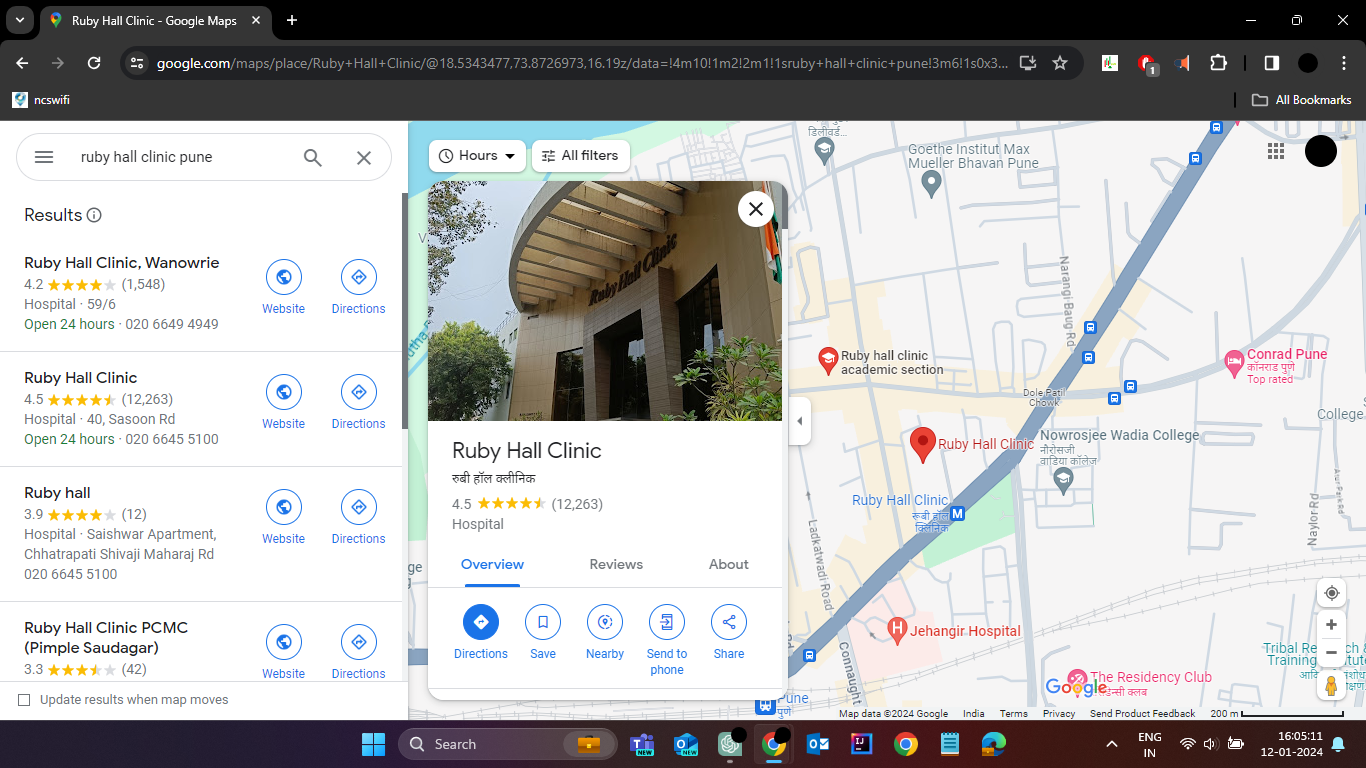 Ruby Hall Clinic - Google Maps
google.com/maps/place/Ruby+Hall+Clinic/@18.5343477,73.8726973,16.19z/data=!4m10!1m2!2m1!1sruby+hall+clinic+pune!3m6!1s0x3...
1
ncswifi
All Bookmarks
ruby hall clinic pune
Results
Ruby Hall Clinic, Wanowrie
4.2 (1,548)
Hospital · 59/6
Open 24 hours · 020 6649 4949
Website
Directions
Ruby Hall Clinic
4.5 (12,263)
Hospital · 40, Sasoon Rd
Open 24 hours · 020 6645 5100
Website
Directions
Ruby hall
3.9 (12)
Hospital · Saishwar Apartment,
Chhatrapati Shivaji Maharaj Rd
020 6645 5100
Website
Directions
Ruby Hall Clinic PCMC
(Pimple Saudagar)
3.3 (42)
Website
Directions
Update results when map moves
Hours
All filters
Ruby Hall Clinic
Ruby Hall Clinic
रुबी हॉल क्लीनिक
4.5 (12,263)
Hospital
Overview
Reviews
About
Directions
Save
Nearby
Send to
phone
Share
डिलीवर्ड...
Goethe Institut Max
Mueller Bhavan Pune
Narangi Baug Rd
Ruby hall clinic
academic section
Conrad Pune
कॉनराड पुणे
Top rated
Dole Patil
Chowk
College
Ruby Hall Clinic
Nowrosjee Wadia College
नौरोसजी
वाडिया कॉलेज
Ruby Hall Clinic
रूबी हॉल
क्लिनिक
M
Ladkatwadi Road
Naylor Rd
H
Jehangir Hospital
Connaught
The Residency Club
Pune
पुणे
Google
Map data ©2024 Google
India
Terms
Privacy
Send Product Feedback
200 m
Search
NEW
NEW
ENG
IN
16:05:11
12-01-2024